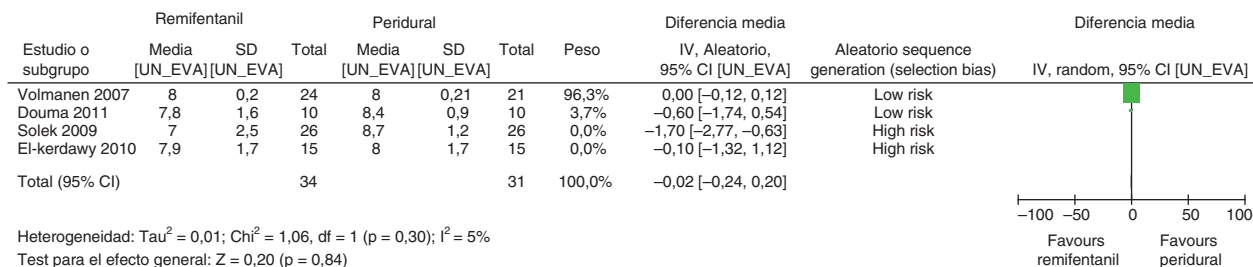 Remifentanil Peridural Diferencia media Diferencia media
Estudio o Media SD Total Media SD Total Peso IV, Aleatorio, Aleatorio sequence
subgrupo [UN_EVA] [UN_EVA] [UN_EVA] [UN_EVA] 95% CI [UN_EVA] generation (selection bias) IV, random, 95% CI [UN_EVA]
Volmanen 2007 8 0,2 24 8 0,21 21 96,3% 0,00 [–0,12, 0,12] Low risk
Douma 2011 7,8 1,6 10 8,4 0,9 10 3,7% –0,60 [–1,74, 0,54] Low risk
Solek 2009 7 2,5 26 8,7 1,2 26 0,0% –1,70 [–2,77, –0,63] High risk
El-kerdawy 2010 7,9 1,7 15 8 1,7 15 0,0% –0,10 [–1,32, 1,12] High risk
Total (95% CI) 34 31 100,0% –0,02 [–0,24, 0,20]
–100 –50 0 50 100
Heterogeneidad: Tau² = 0,01; Chi² = 1,06, df = 1 (p = 0,30); I² = 5%
Test para el efecto general: Z = 0,20 (p = 0,84)
Favours Favours
remifentanil peridural